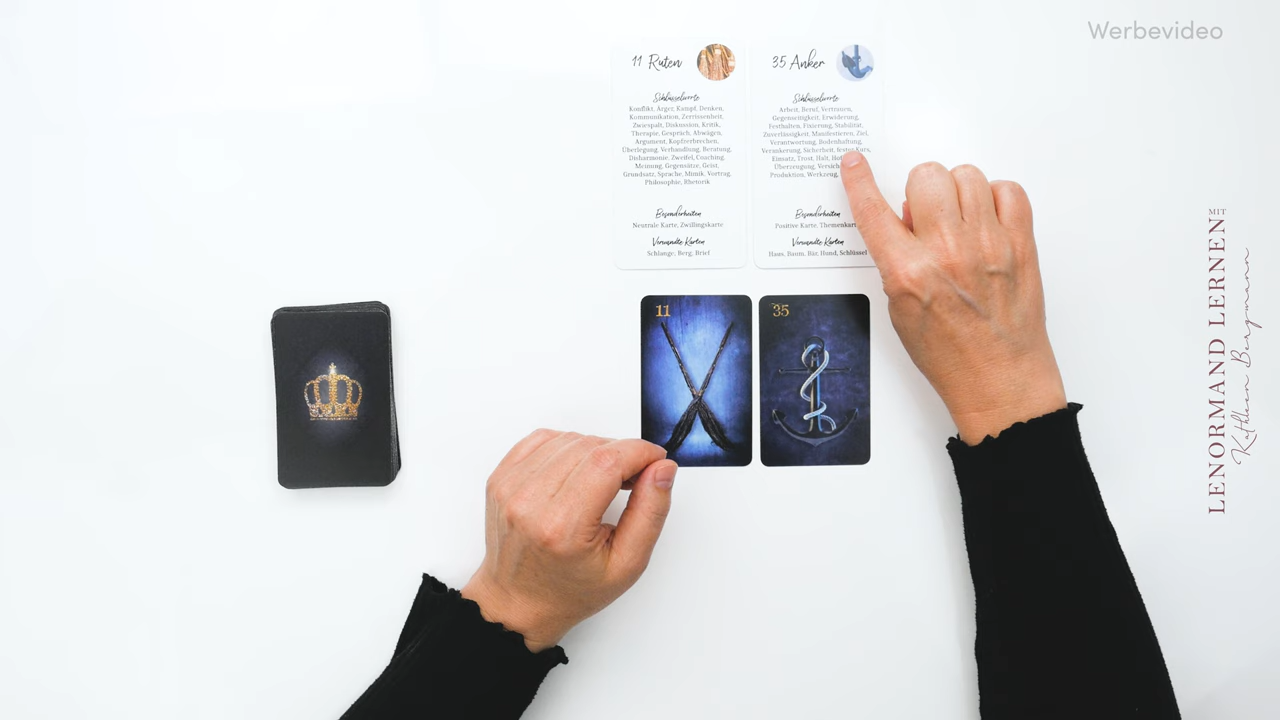 Werbevideo
11 Ruten
Schlüsselworte
Konflikt, Ärger, Kampf, Denken,
Kommunikation, Zerrissenheit,
Zwiespalt, Diskussion, Kritik,
Therapie, Gespräch, Abwägen,
Argument, Kopfzerbrechen,
Überlegung, Verhandlung, Beratung,
Disharmonie, Zweifel, Coaching,
Meinung, Gegensätze, Geist,
Grundsatz, Sprache, Mimik, Vortrag,
Philosophie, Rhetorik
Besonderheiten
Neutrale Karte, Zwillingskarte
Verwandte Karten
Schlange, Berg, Brief
35 Anker
Schlüsselworte
Arbeit, Beruf, Vertrauen,
Gegenseitigkeit, Erwiderung,
Festhalten, Fixierung, Stabilität,
Zuverlässigkeit, Manifestieren, Ziel,
Verantwortung, Bodenhaftung,
Verankerung, Sicherheit, fester Kurs,
Einsatz, Trost, Halt,
Überzeugung,
Produktion, Werkzeug,
Besonderheiten
Positive Karte,
Verwandte Karten
Haus, Baum, Bär, Hund, Schlüssel
11
35
LENORMAND LERNEN MIT
Kathleen Bergmann